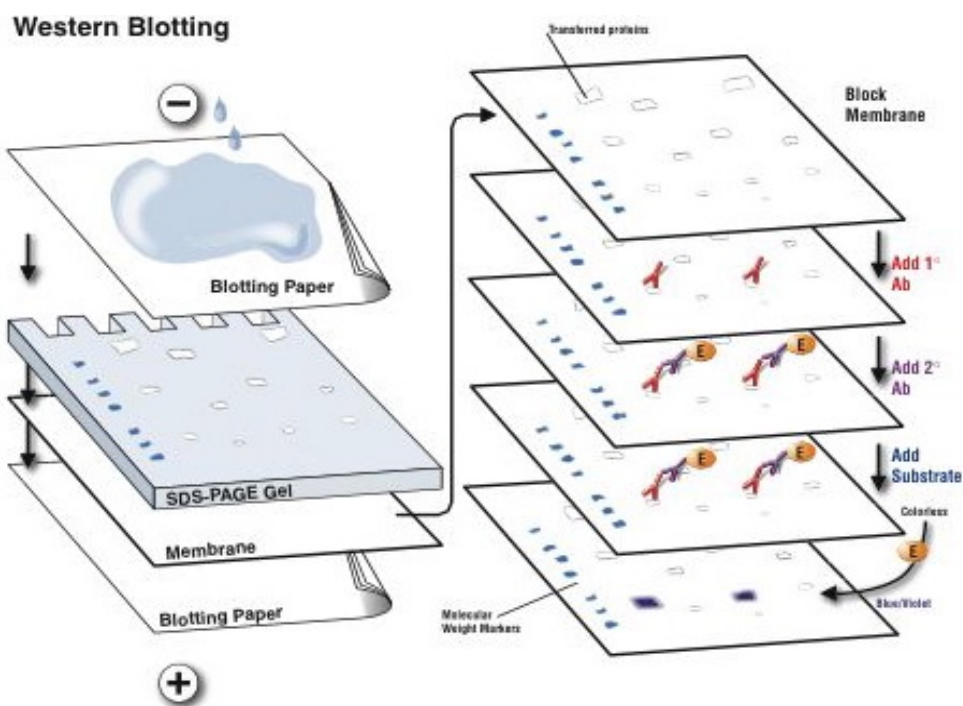 Western Blotting
−
Blotting Paper
SDS-PAGE Gel
Membrane
Blotting Paper
+
Transferred proteins
Block
Membrane
Add 1°
Ab
E
E
Add 2°
Ab
E
E
Add
Substrate
Colorless
E
Blue/Violet
Molecular
Weight Markers